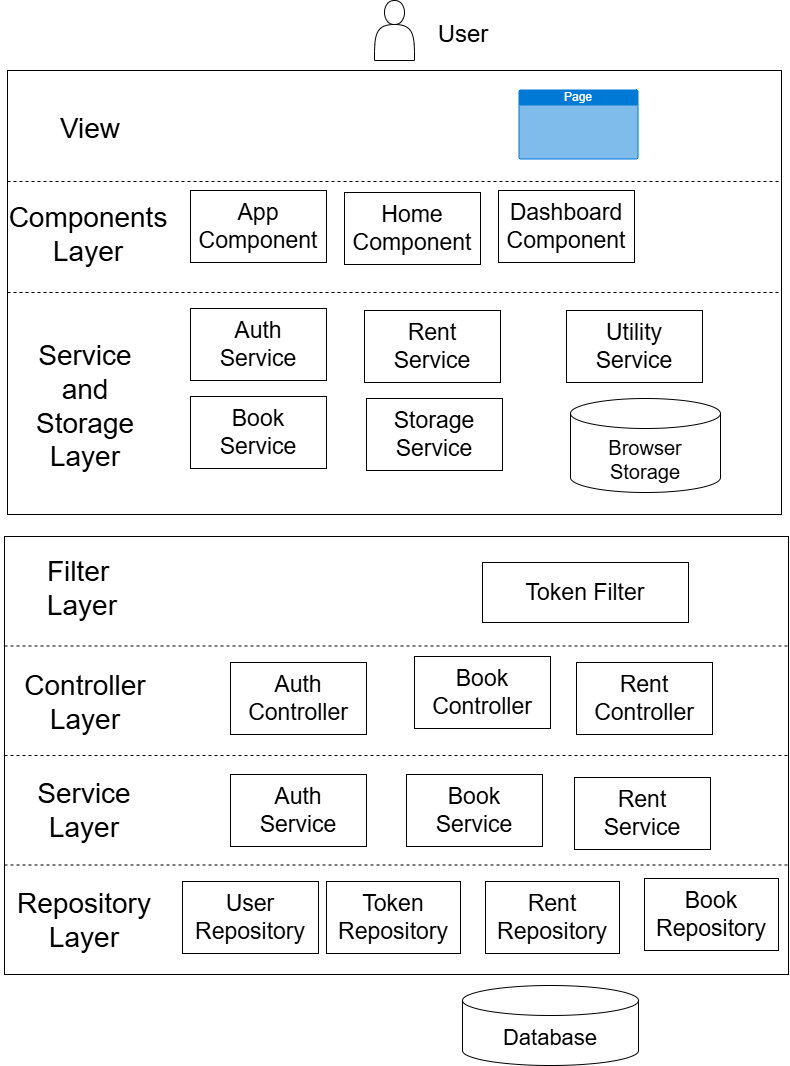 User
View
Page
Components
Layer
App
Component
Home
Component
Dashboard
Component
Service
and
Storage
Layer
Auth
Service
Rent
Service
Utility
Service
Book
Service
Storage
Service
Browser
Storage
Filter
Layer
Token Filter
Controller
Layer
Auth
Controller
Book
Controller
Rent
Controller
Service
Layer
Auth
Service
Book
Service
Rent
Service
Repository
Layer
User
Repository
Token
Repository
Rent
Repository
Book
Repository
Database